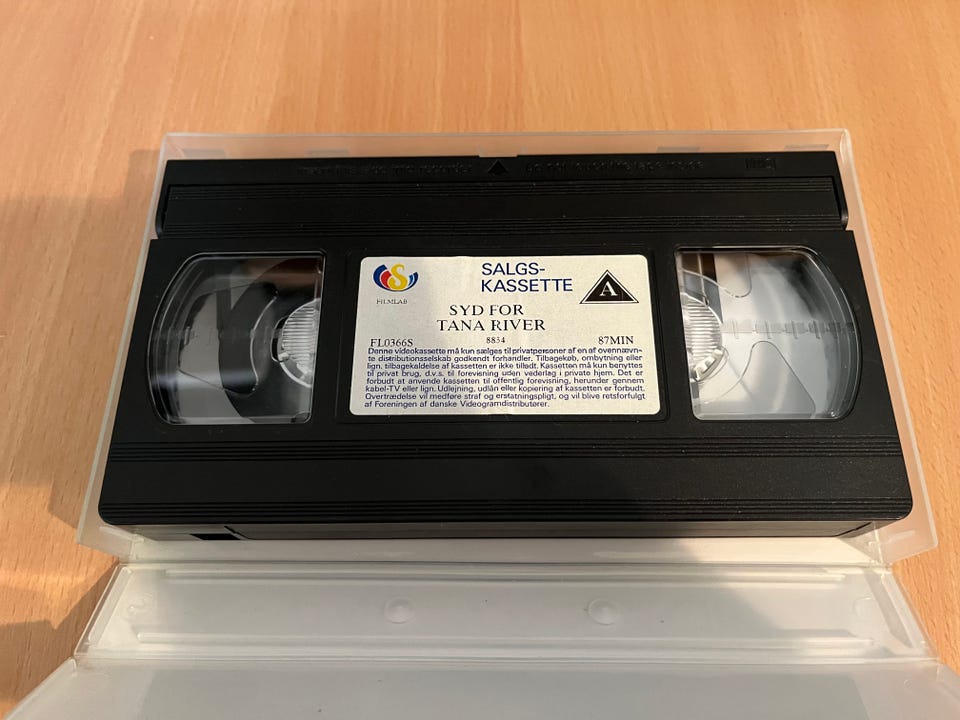 SALGS-
KASSETTE
A
S
FILMLAB
SYD FOR
TANA RIVER
FL0366S 8834 87MIN
Denne videokassette må kun sælges til privatpersoner af en af ovennævn-
te distributionsselskab godkendt forhandler. Tilbagekøb, ombytning eller
lign. tilbagekaldelse af kassetten er ikke tilladt. Kassetten må kun benyttes
til privat brug, d.v.s. til forevisning uden vederlag i private hjem. Det er
forbudt at anvende kassetten til offentlig forevisning, herunder gennem
kabel-TV eller lign. Udlejning, udlån eller kopiering af kassetten er forbudt.
Overtrædelse vil medføre straf og erstatningspligt, og vil blive retsforfulgt
af Foreningen af danske Videogramdistributører.